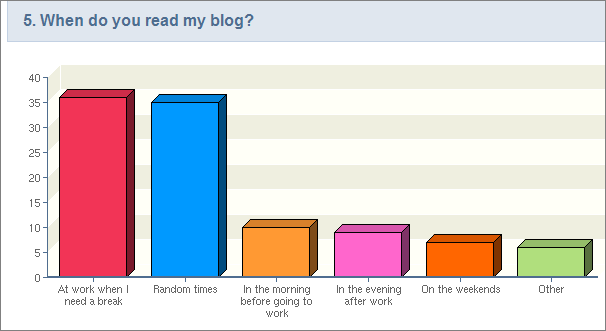 5. When do you read my blog?
40
35
30
25
20
15
10
5
0
At work when I
need a break
Random times
In the morning
before going to
work
In the evening
after work
On the weekends
Other